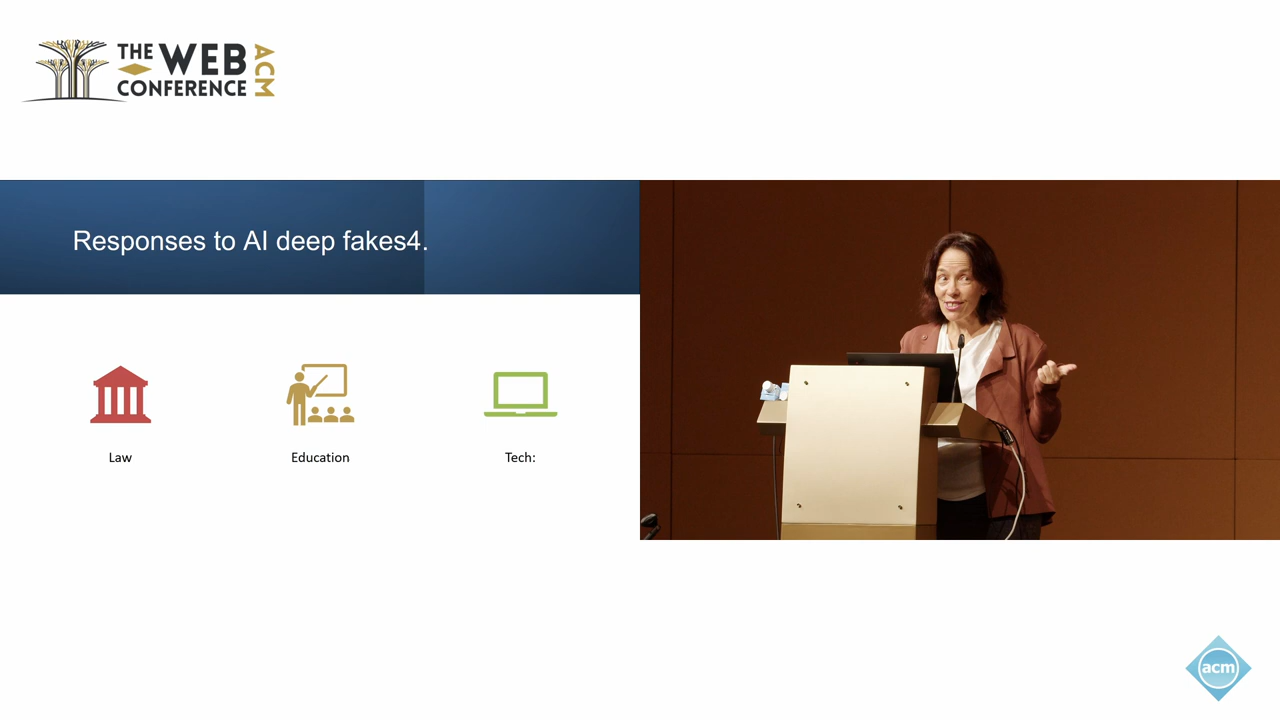 THE WEB
CONFERENCE
ACM
Responses to AI deep fakes4.
Law
Education
Tech:
acm